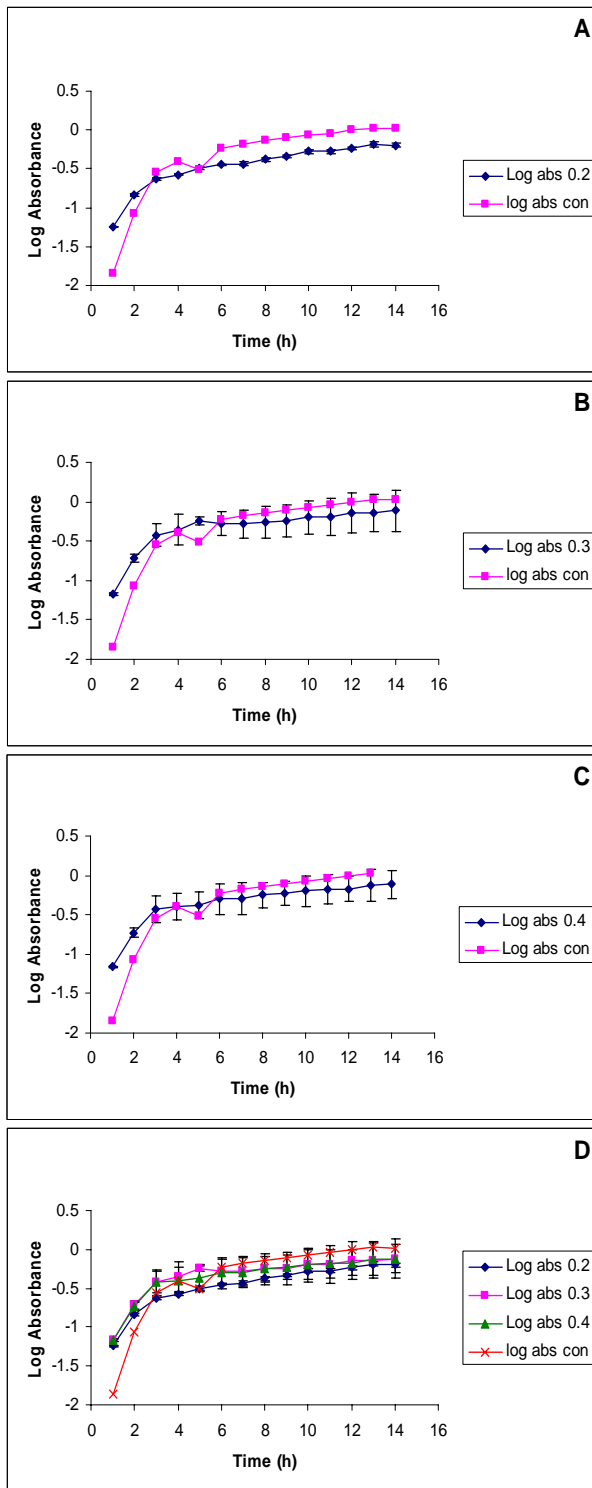 A
0.5
0
-0.5
-1
-1.5
-2
0 2 4 6 8 10 12 14 16
Log Absorbance
Time (h)
Log abs 0.2
log abs con
B
0.5
0
-0.5
-1
-1.5
-2
0 2 4 6 8 10 12 14 16
Log Absorbance
Time (h)
Log abs 0.3
log abs con
C
0.5
0
-0.5
-1
-1.5
-2
0 2 4 6 8 10 12 14 16
Log Absorbance
Time (h)
Log abs 0.4
Log abs con
D
0.5
0
-0.5
-1
-1.5
-2
0 2 4 6 8 10 12 14 16
Log Absorbance
Time (h)
Log abs 0.2
Log abs 0.3
Log abs 0.4
log abs con